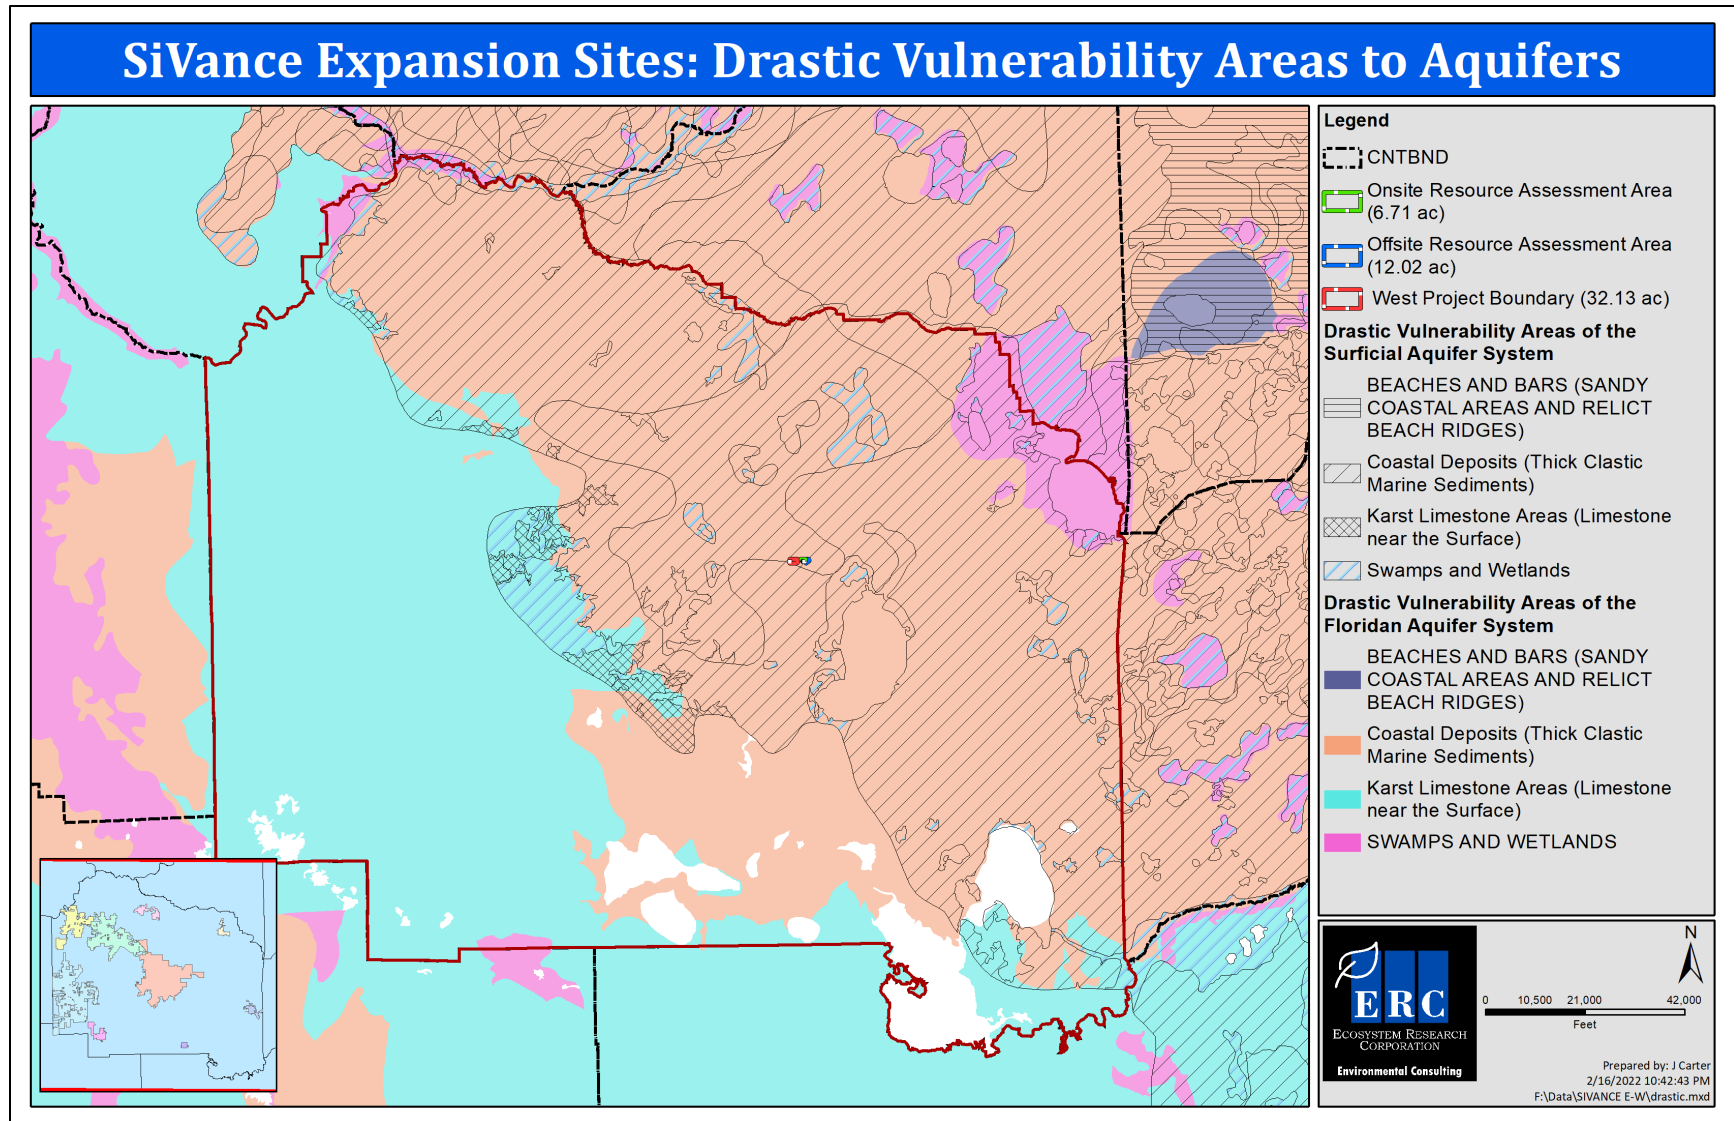 SiVance Expansion Sites: Drastic Vulnerability Areas to Aquifers
Legend
CNTBND
Onsite Resource Assessment Area
(6.71 ac)
Offsite Resource Assessment Area
(12.02 ac)
West Project Boundary (32.13 ac)
Drastic Vulnerability Areas of the
Surficial Aquifer System
BEACHES AND BARS (SANDY
COASTAL AREAS AND RELICT
BEACH RIDGES)
Coastal Deposits (Thick Clastic
Marine Sediments)
Karst Limestone Areas (Limestone
near the Surface)
Swamps and Wetlands
Drastic Vulnerability Areas of the
Floridan Aquifer System
BEACHES AND BARS (SANDY
COASTAL AREAS AND RELICT
BEACH RIDGES)
Coastal Deposits (Thick Clastic
Marine Sediments)
Karst Limestone Areas (Limestone
near the Surface)
SWAMPS AND WETLANDS
ERC
ECOSYSTEM RESEARCH
CORPORATION
Environmental Consulting
N
0 10,500 21,000 42,000
Feet
Prepared by: J Carter
2/16/2022 10:42:43 PM
F:\Data\SIVANCE E-W\drastic.mxd